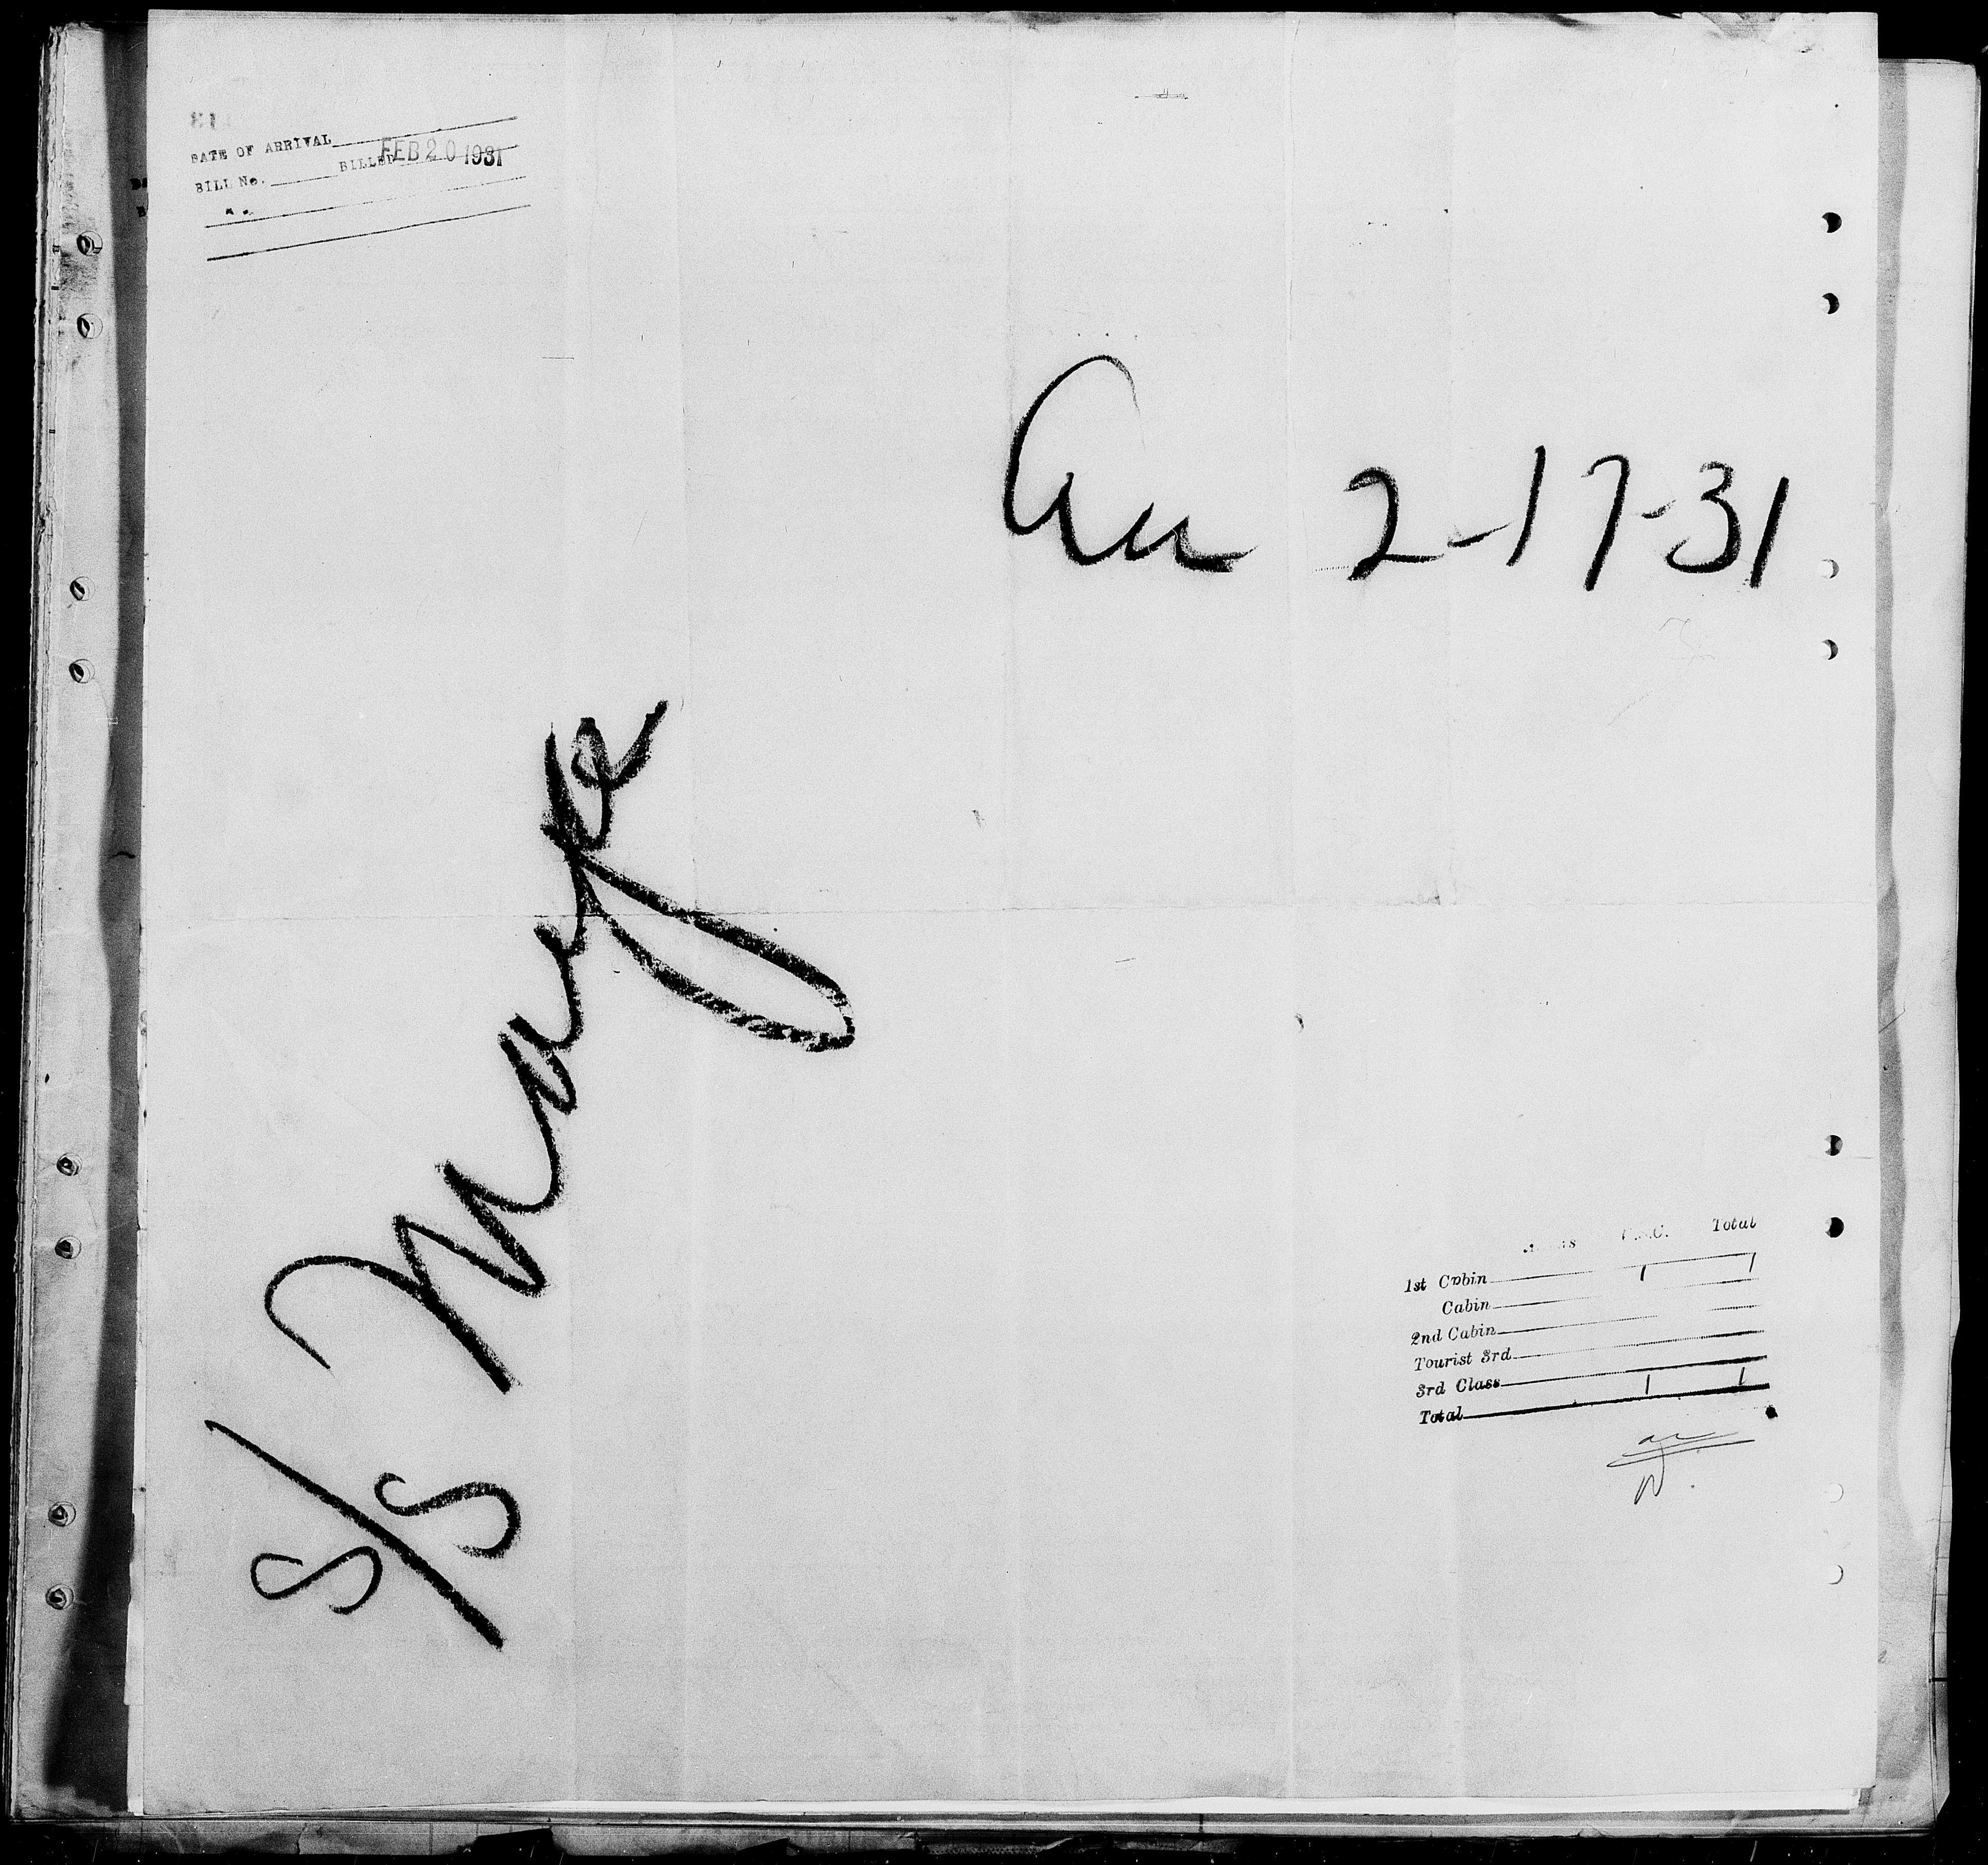 DATE OF ARRIVAL
BILL No. BILLED FEB 20 1931
Arr 2-17-31
S/S Maya
Total
1st Cabin 1 1
Cabin
2nd Cabin
Tourist 3rd
3rd Class
Total 1 1